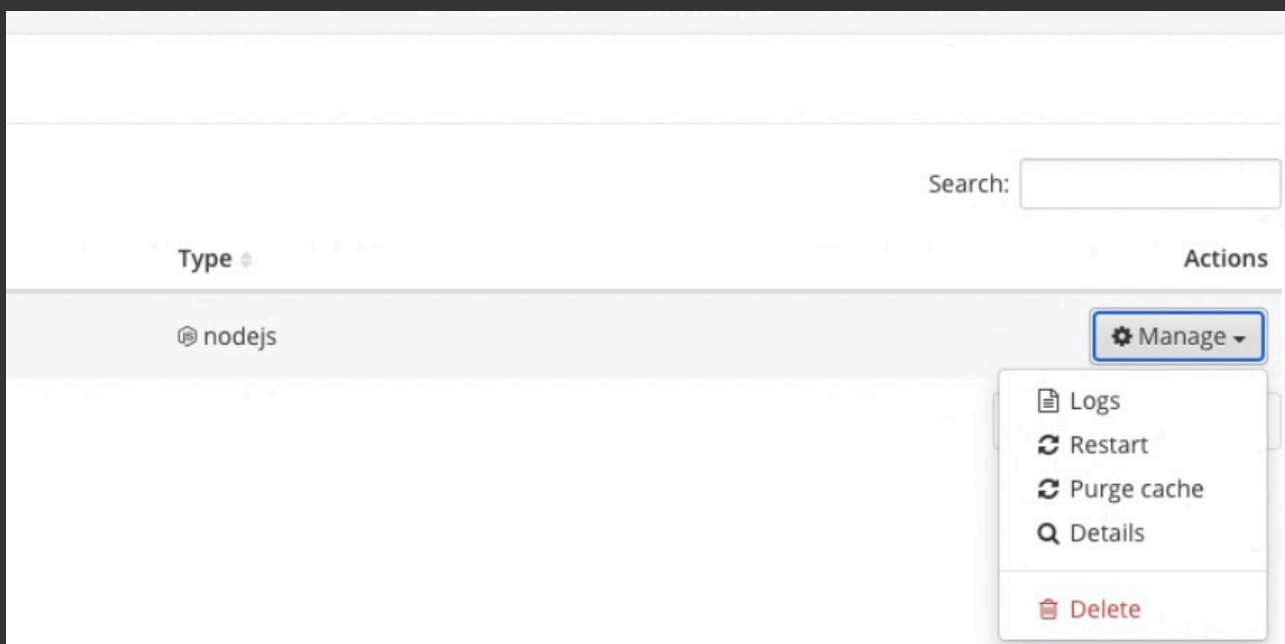 Search:
Type Actions
nodejs Manage
Logs
Restart
Purge cache
Details
Delete